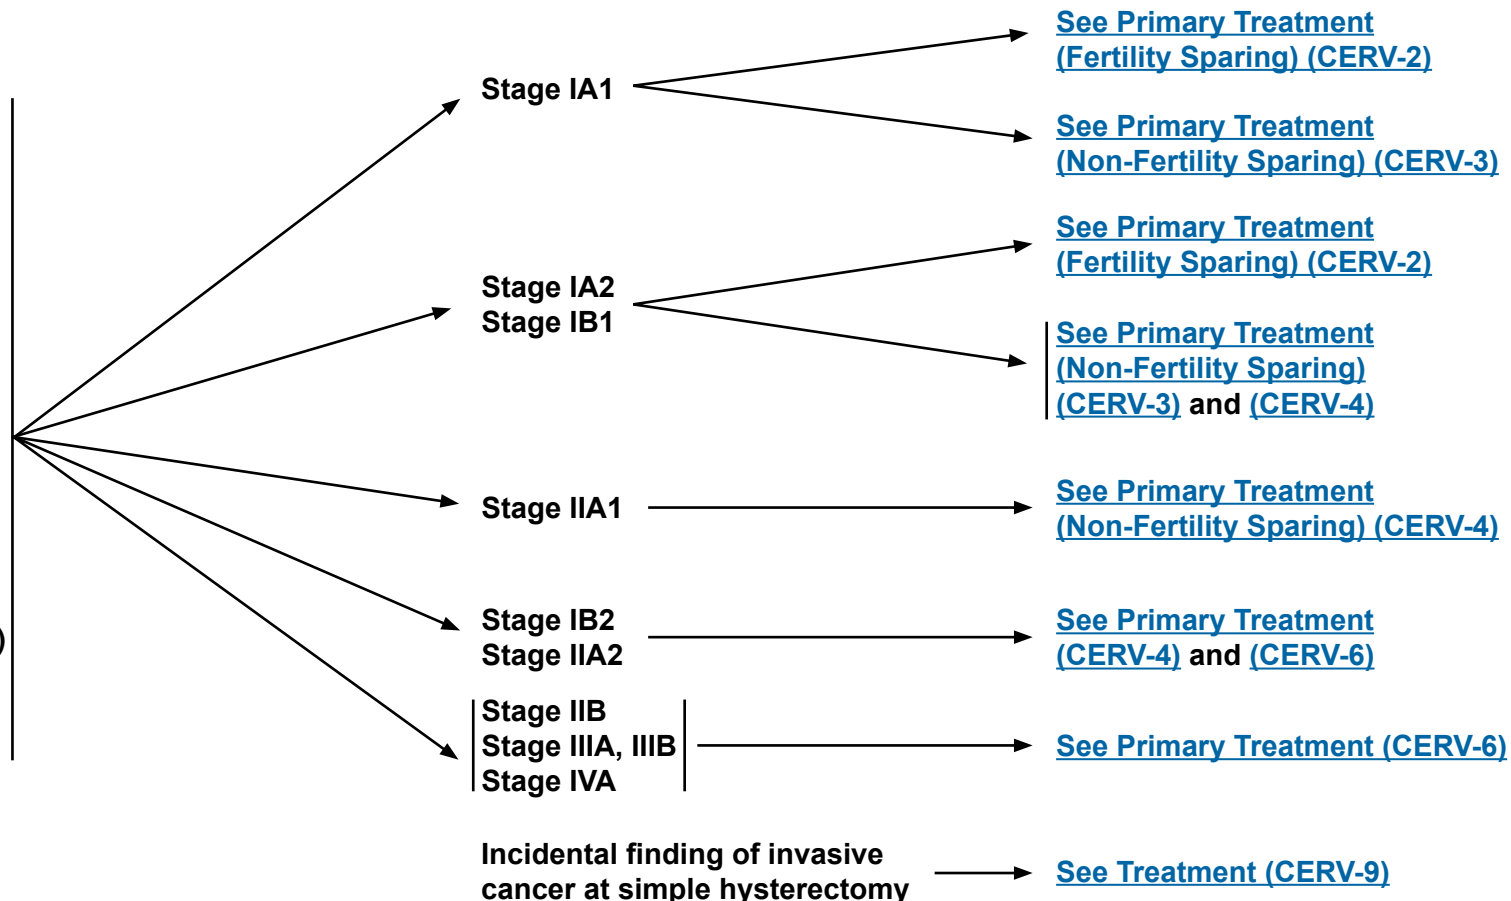 Stage IA1
See Primary Treatment
(Fertility Sparing) (CERV-2)
See Primary Treatment
(Non-Fertility Sparing) (CERV-3)
Stage IA2
Stage IB1
See Primary Treatment
(Fertility Sparing) (CERV-2)
See Primary Treatment
(Non-Fertility Sparing)
(CERV-3) and (CERV-4)
Stage IIA1
See Primary Treatment
(Non-Fertility Sparing) (CERV-4)
)
Stage IB2
Stage IIA2
See Primary Treatment
(CERV-4) and (CERV-6)
Stage IIB
Stage IIIA, IIIB
Stage IVA
See Primary Treatment (CERV-6)
Incidental finding of invasive
cancer at simple hysterectomy
See Treatment (CERV-9)